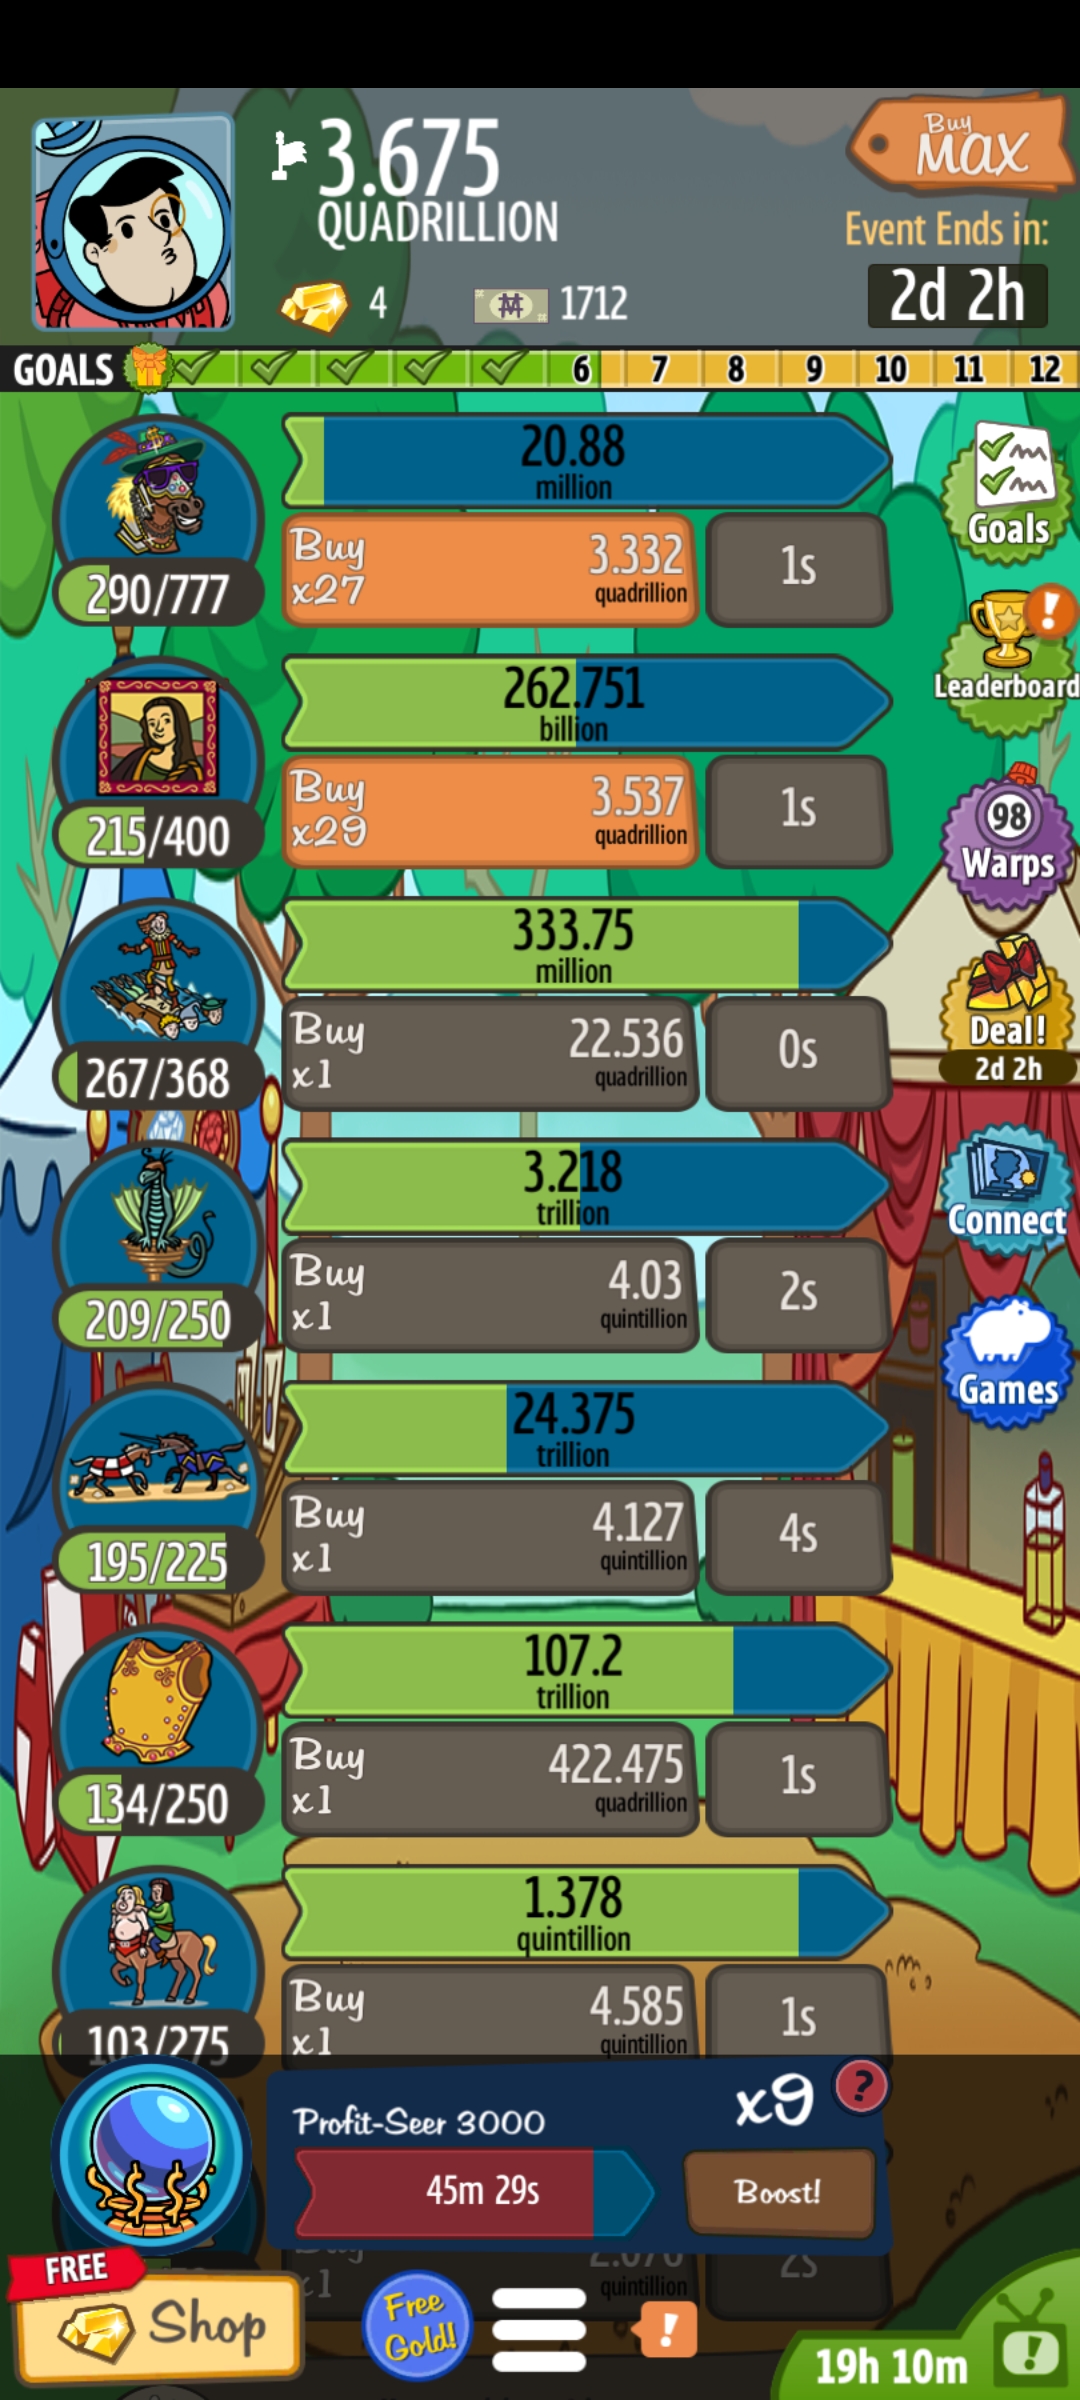 3.675
QUADRILLION
4
1712
Buy
MAX
Event Ends in:
2d 2h
GOALS 6 7 8 9 10 11 12
20.88
million
290/777
Buy
x27
3.332
quadrillion
1s
Goals
262.751
billion
215/400
Buy
x29
3.537
quadrillion
1s
!
Leaderboard
98
Warps
333.75
million
267/368
Buy
x1
22.536
quadrillion
0s
Deal!
2d 2h
3.218
trillion
209/250
Buy
x1
4.03
quintillion
2s
Connect
24.375
trillion
195/225
Buy
x1
4.127
quintillion
4s
Games
107.2
trillion
134/250
Buy
x1
422.475
quadrillion
1s
1.378
quintillion
103/275
Buy
x1
4.585
quintillion
1s
Profit-Seer 3000
x9
?
45m 29s
Boost!
Buy
x1
quintillion
2s
FREE
Shop
Free
Gold!
!
19h 10m
!